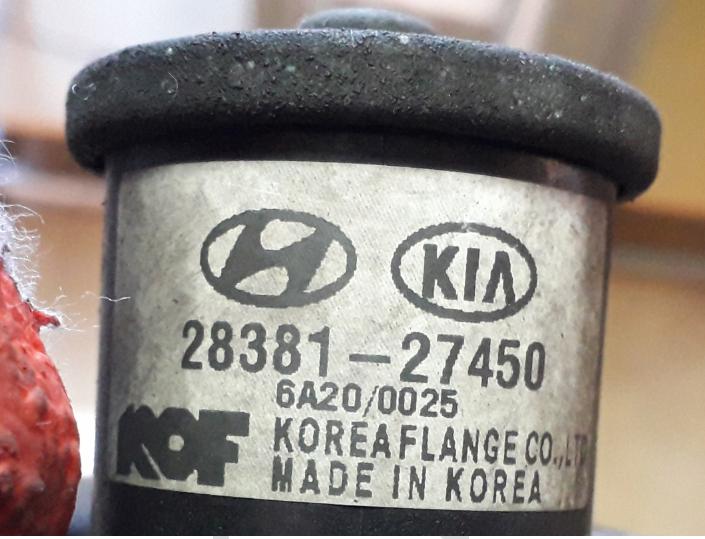 KIA
28381-27450
6A20/0025
KOF
KOREA FLANGE CO., LTD
MADE IN KOREA